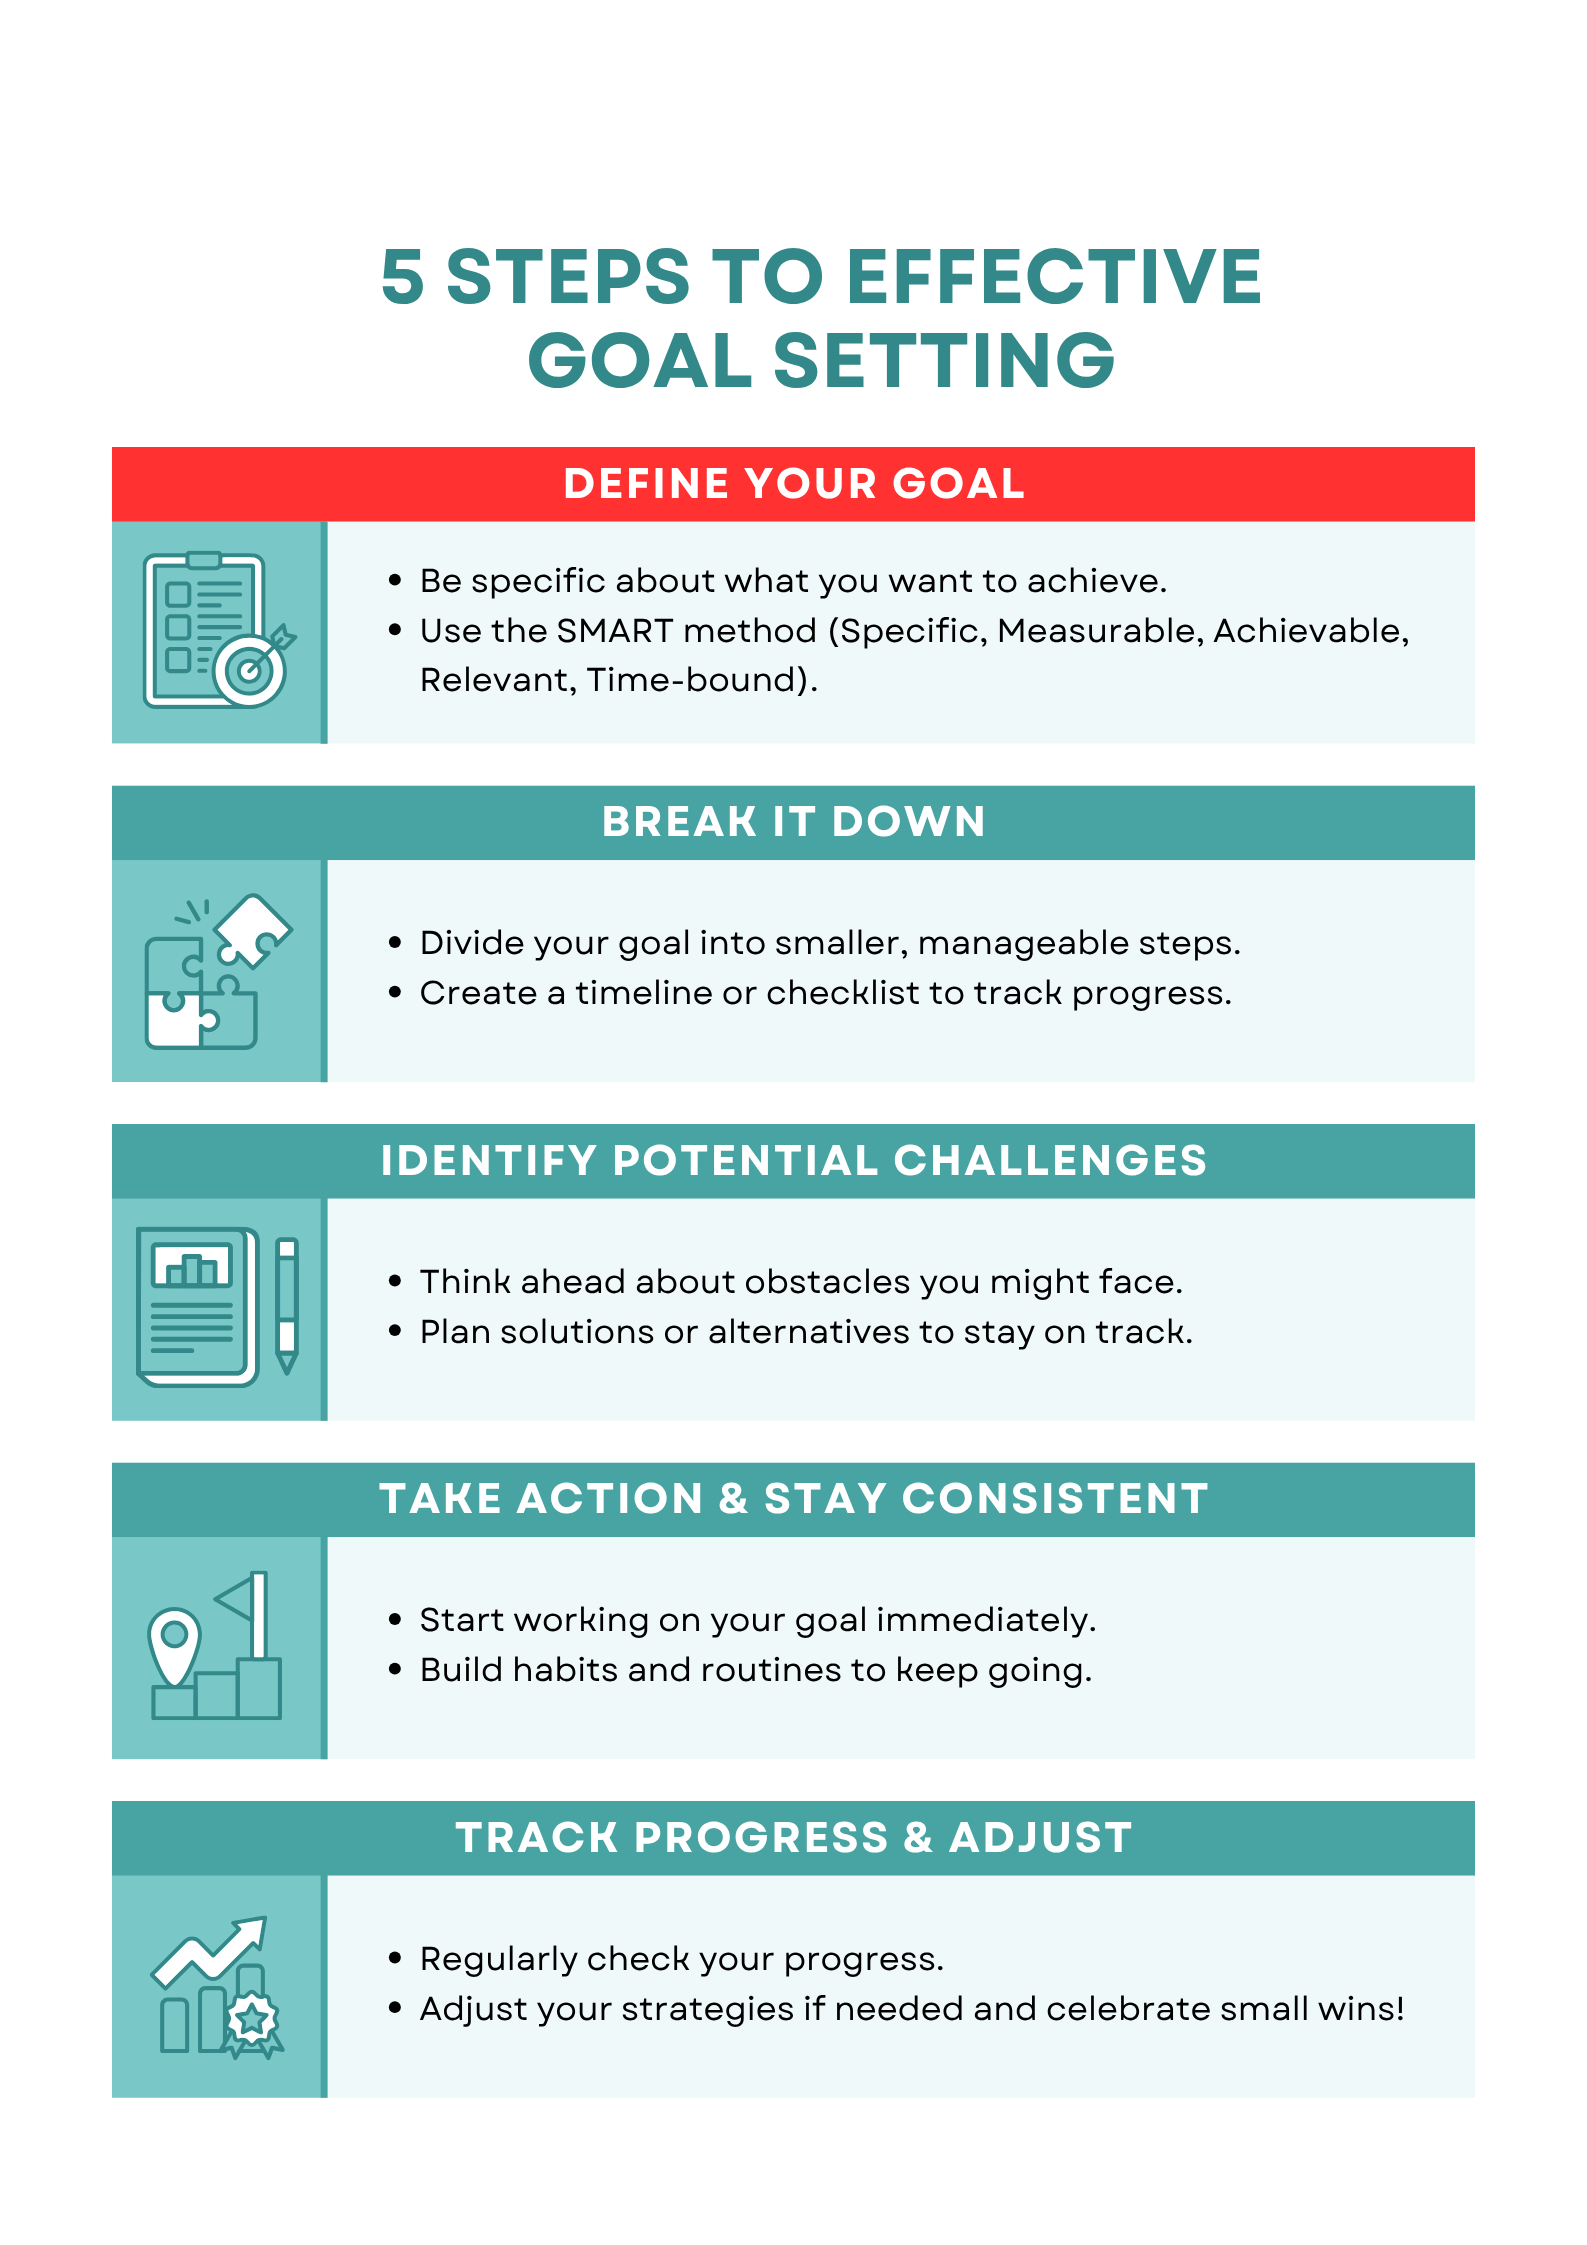 5 STEPS TO EFFECTIVE
GOAL SETTING
DEFINE YOUR GOAL
• Be specific about what you want to achieve.
• Use the SMART method (Specific, Measurable, Achievable,
Relevant, Time-bound).
BREAK IT DOWN
• Divide your goal into smaller, manageable steps.
• Create a timeline or checklist to track progress.
IDENTIFY POTENTIAL CHALLENGES
• Think ahead about obstacles you might face.
• Plan solutions or alternatives to stay on track.
TAKE ACTION & STAY CONSISTENT
• Start working on your goal immediately.
• Build habits and routines to keep going.
TRACK PROGRESS & ADJUST
• Regularly check your progress.
• Adjust your strategies if needed and celebrate small wins!